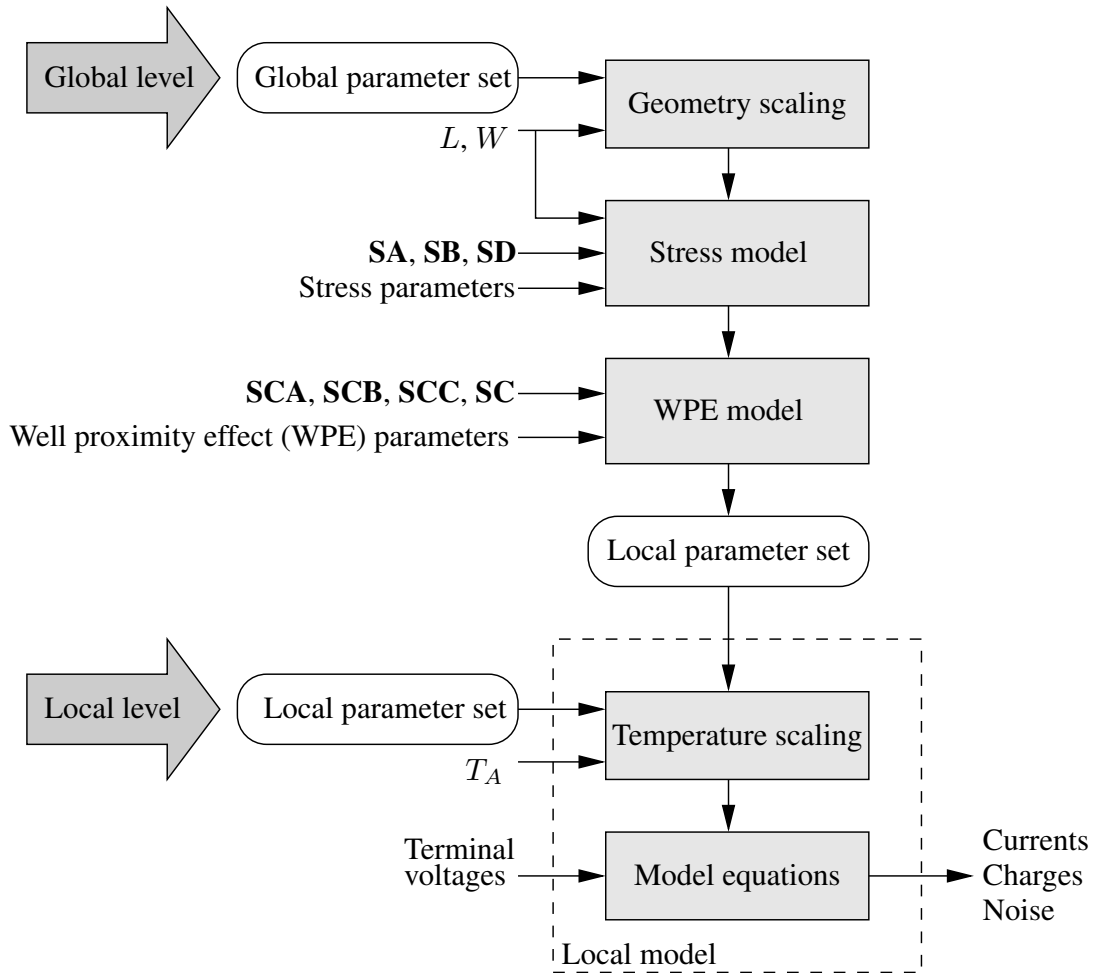 Global level
Global parameter set
Geometry scaling
L, W
SA, SB, SD
Stress model
Stress parameters
SCA, SCB, SCC, SC
WPE model
Well proximity effect (WPE) parameters
Local parameter set
Local level
Local parameter set
Temperature scaling
T_A
Terminal
voltages
Model equations
Currents
Charges
Noise
Local model